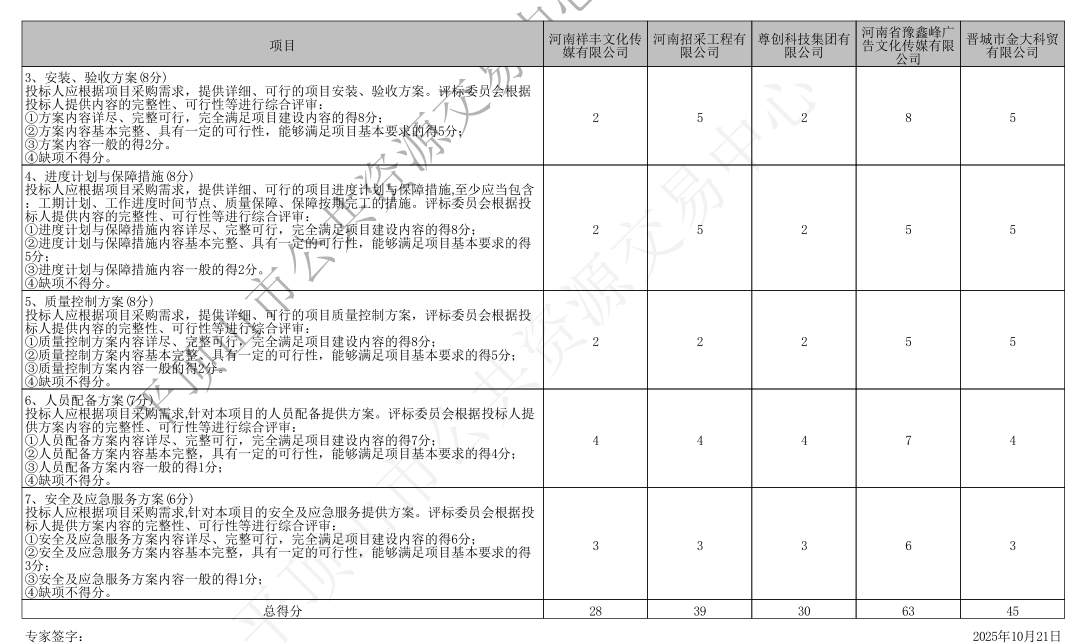 项目
河南祥丰文化传
媒有限公司
河南招采工程有
限公司
尊创科技集团有
限公司
河南省豫鑫峰广
告文化传媒有限
公司
晋城市金大科贸
有限公司
3、安装、验收方案(8分)
投标人应根据项目采购需求，提供详细、可行的项目安装、验收方案。评标委员会根据
投标人提供内容的完整性、可行性等进行综合评审：
①方案内容详尽、完整可行，完全满足项目建设内容的得8分；
②方案内容基本完整、具有一定的可行性，能够满足项目基本要求的得5分；
③方案内容一般的得2分。
④缺项不得分。
2
5
2
8
5
4、进度计划与保障措施(8分)
投标人应根据项目采购需求，提供详细、可行的项目进度计划与保障措施,至少应当包含
：工期计划、工作进度时间节点、质量保障、保障按期完工的措施。评标委员会根据投
标人提供内容的完整性、可行性等进行综合评审：
①进度计划与保障措施内容详尽、完整可行，完全满足项目建设内容的得8分；
②进度计划与保障措施内容基本完整、具有一定的可行性，能够满足项目基本要求的得
5分；
③进度计划与保障措施内容一般的得2分。
④缺项不得分。
2
5
2
5
5
5、质量控制方案(8分)
投标人应根据项目采购需求，提供详细、可行的项目质量控制方案，评标委员会根据投
标人提供内容的完整性、可行性等进行综合评审：
①质量控制方案内容详尽、完整可行，完全满足项目建设内容的得8分；
②质量控制方案内容基本完整、具有一定的可行性，能够满足项目基本要求的得5分；
③质量控制方案内容一般的得2分。
④缺项不得分。
2
2
2
5
5
6、人员配备方案(7分)
投标人应根据项目采购需求,针对本项目的人员配备提供方案。评标委员会根据投标人提
供方案内容的完整性、可行性等进行综合评审：
①人员配备方案内容详尽、完整可行，完全满足项目建设内容的得7分；
②人员配备方案内容基本完整，具有一定的可行性，能够满足项目基本要求的得4分；
③人员配备方案内容一般的得1分；
④缺项不得分。
4
4
4
7
4
7、安全及应急服务方案(6分)
投标人应根据项目采购需求,针对本项目的安全及应急服务提供方案。评标委员会根据投
标人提供方案内容的完整性、可行性等进行综合评审：
①安全及应急服务方案内容详尽、完整可行，完全满足项目建设内容的得6分；
②安全及应急服务方案内容基本完整，具有一定的可行性，能够满足项目基本要求的得
3分；
③安全及应急服务方案内容一般的得1分；
④缺项不得分。
3
3
3
6
3
总得分
28
39
30
63
45
专家签字：
2025年10月21日
平顶山市公共资源交易中心
平顶山市公共资源交易中心